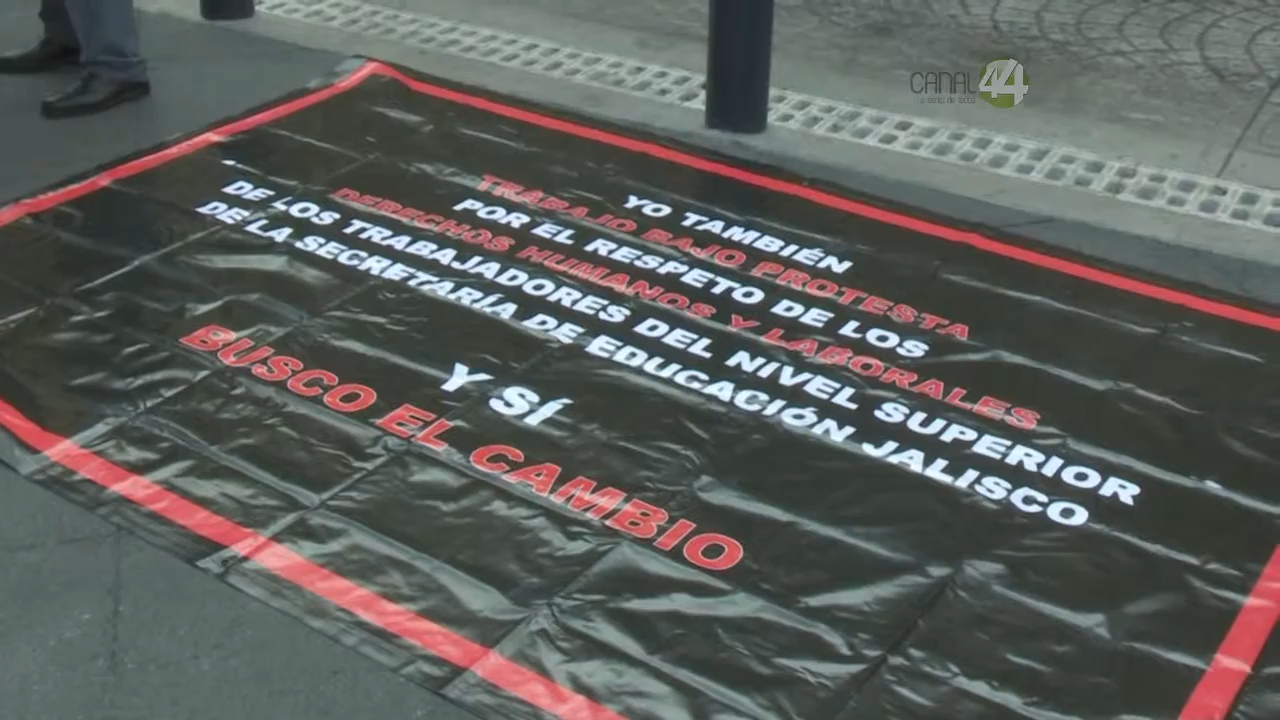 CANAL 44
YO TAMBIÉN
TRABAJO BAJO PROTESTA
POR EL RESPETO DE LOS
DERECHOS HUMANOS Y LABORALES
DE LOS TRABAJADORES DEL NIVEL SUPERIOR
DE LA SECRETARÍA DE EDUCACIÓN JALISCO
Y SÍ
BUSCO EL CAMBIO